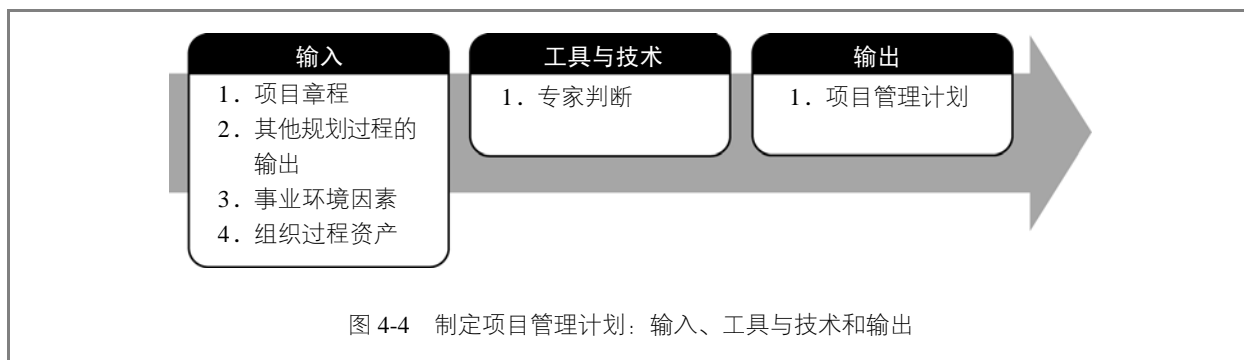 输入
1. 项目章程
2. 其他规划过程的
输出
3. 事业环境因素
4. 组织过程资产
工具与技术
1. 专家判断
输出
1. 项目管理计划
图 4-4 制定项目管理计划：输入、工具与技术和输出